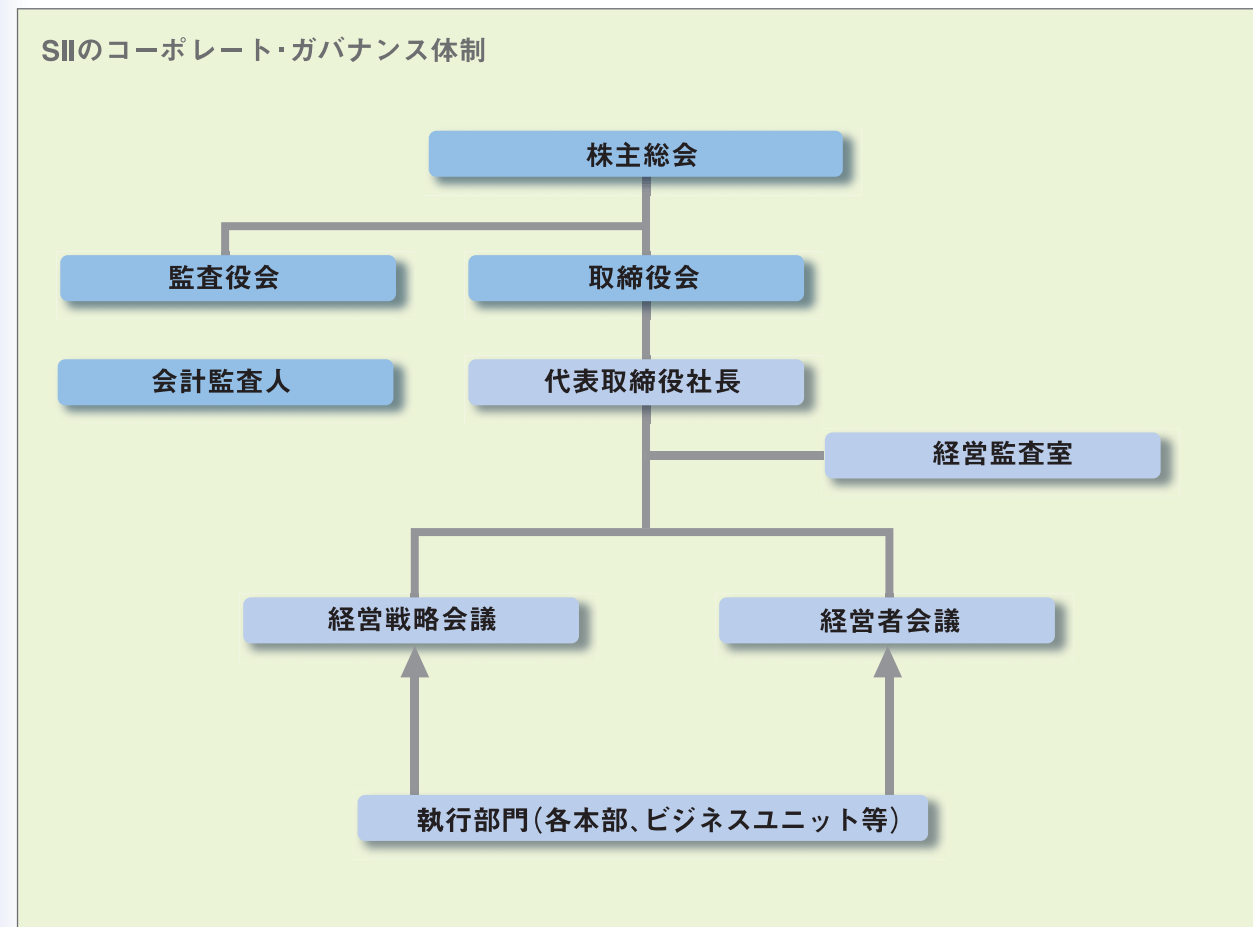 SIIのコーポレート・ガバナンス体制
株主総会
監査役会
取締役会
会計監査人
代表取締役社長
経営監査室
経営戦略会議
経営者会議
執行部門(各本部、ビジネスユニット等)